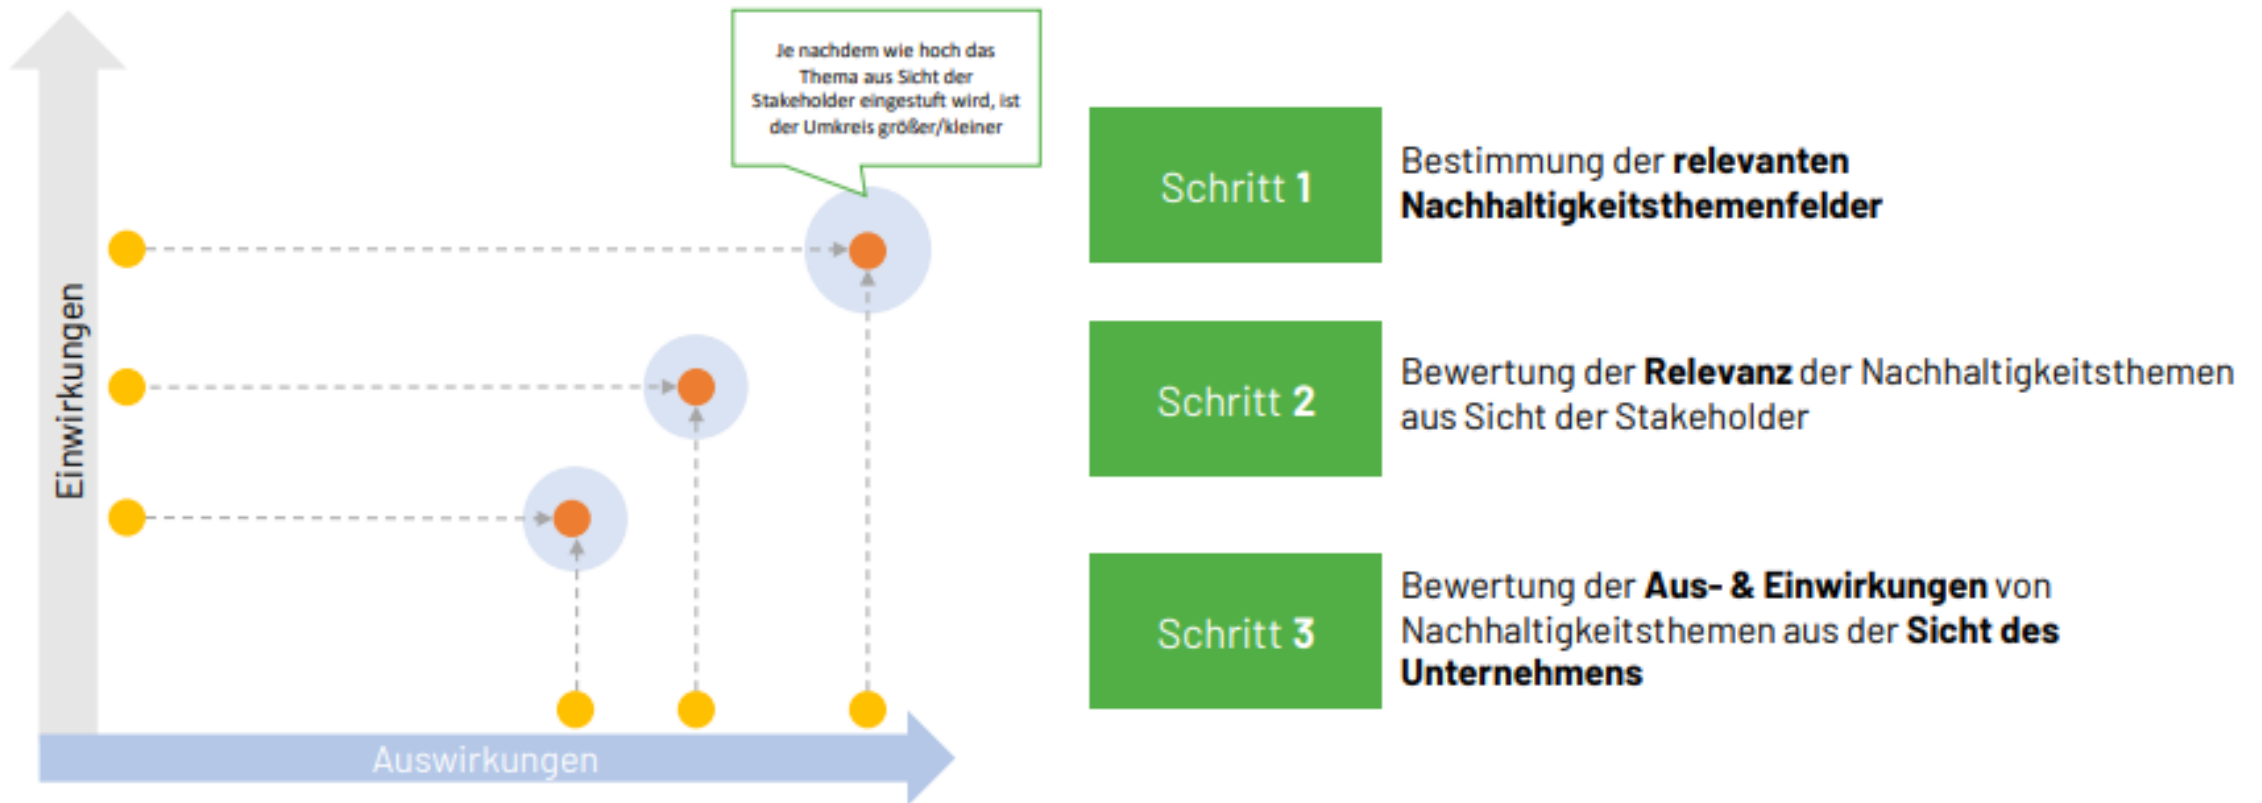 Je nachdem wie hoch das
Thema aus Sicht der
Stakeholder eingestuft wird, ist
der Umkreis größer/kleiner
Einwirkungen
Auswirkungen
Schritt 1
Bestimmung der relevanten
Nachhaltigkeitsthemenfelder
Schritt 2
Bewertung der Relevanz der Nachhaltigkeitsthemen
aus Sicht der Stakeholder
Schritt 3
Bewertung der Aus- & Einwirkungen von
Nachhaltigkeitsthemen aus der Sicht des
Unternehmens